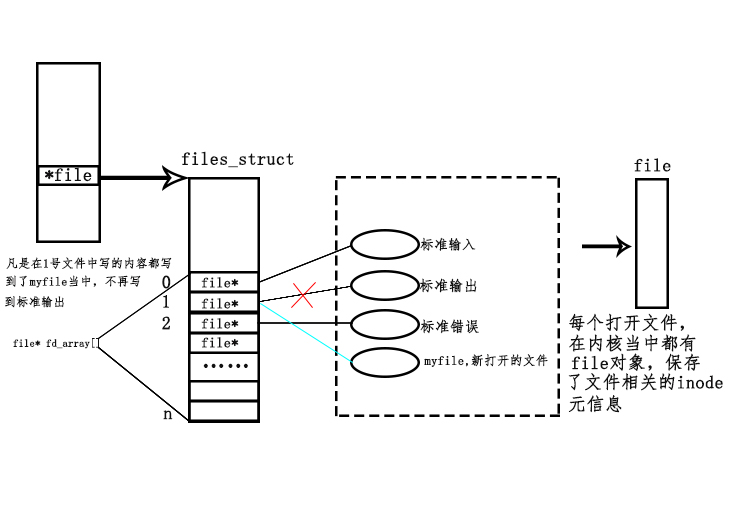 files_struct
file
*file
凡是在1号文件中写的内容都写
到了myfile当中，不再写
到标准输出
file* fd_array[]
0
file*
1
file*
2
file*
file*
......
n
标准输入
标准输出
标准错误
myfile,新打开的文件
每个打开文件，
在内核当中都有
file对象，保存
了文件相关的inode
元信息